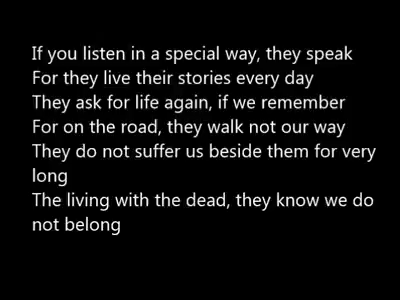 If you listen in a special way, they speak
For they live their stories every day
They ask for life again, if we remember
For on the road, they walk not our way
They do not suffer us beside them for very
long
The living with the dead, they know we do
not belong